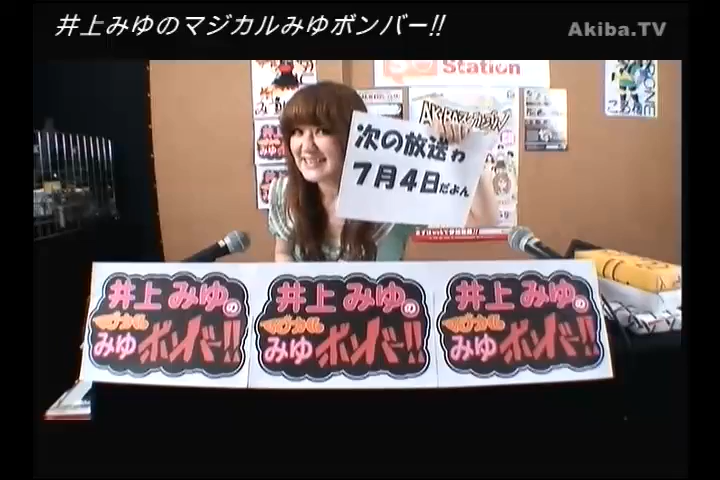 井上みゆのマジカルみゆボンバー!!
Akiba.TV
Station
次の放送わ
7月4日だよん
井上みゆの
マジカル
みゆボンバー!!
井上みゆの
マジカル
みゆボンバー!!
井上みゆの
マジカル
みゆボンバー!!